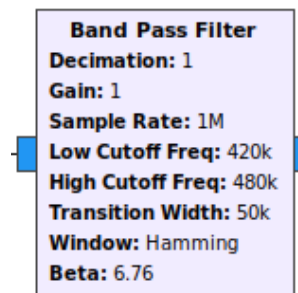 Band Pass Filter
Decimation: 1
Gain: 1
Sample Rate: 1M
Low Cutoff Freq: 420k
High Cutoff Freq: 480k
Transition Width: 50k
Window: Hamming
Beta: 6.76